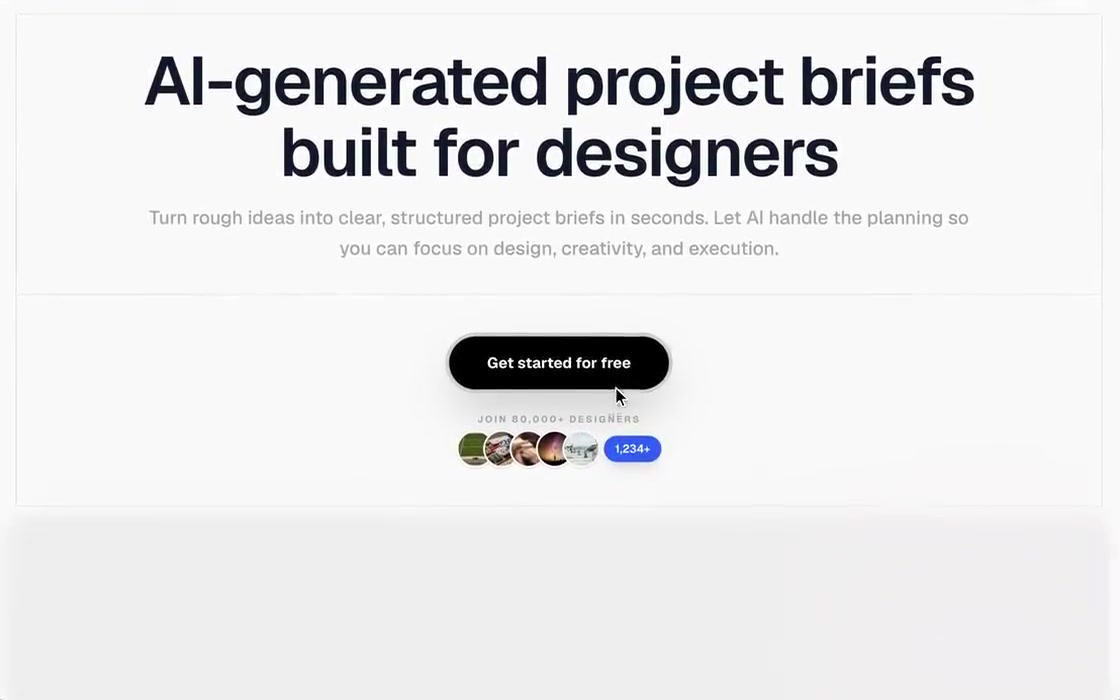 AI-generated project briefs
built for designers
Turn rough ideas into clear, structured project briefs in seconds. Let AI handle the planning so
you can focus on design, creativity, and execution.
Get started for free
JOIN 80,000+ DESIGNERS
1,234+